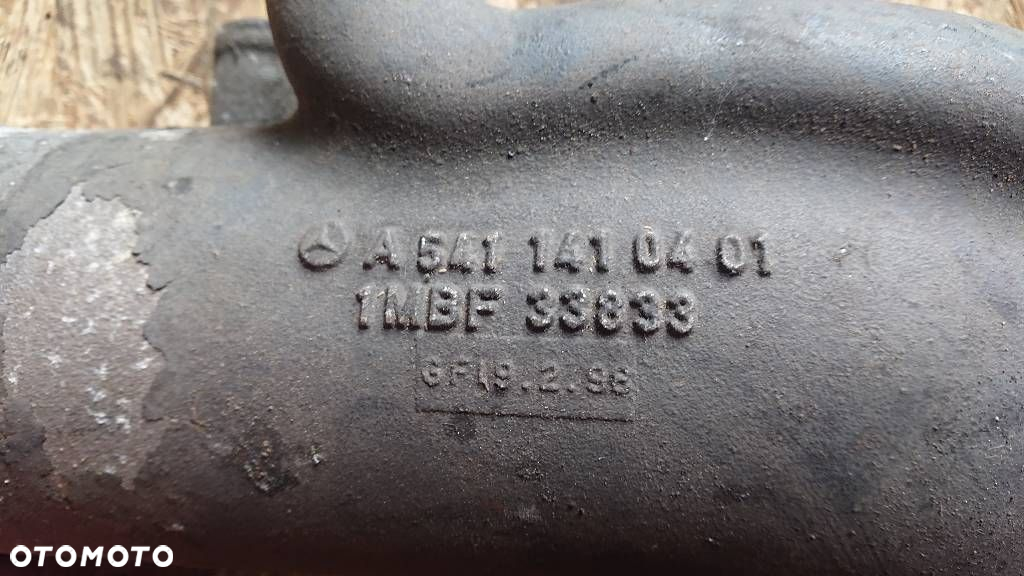 A 541 141 04 01
1MBF 33833
GF 19.2.98
OTOMOTO